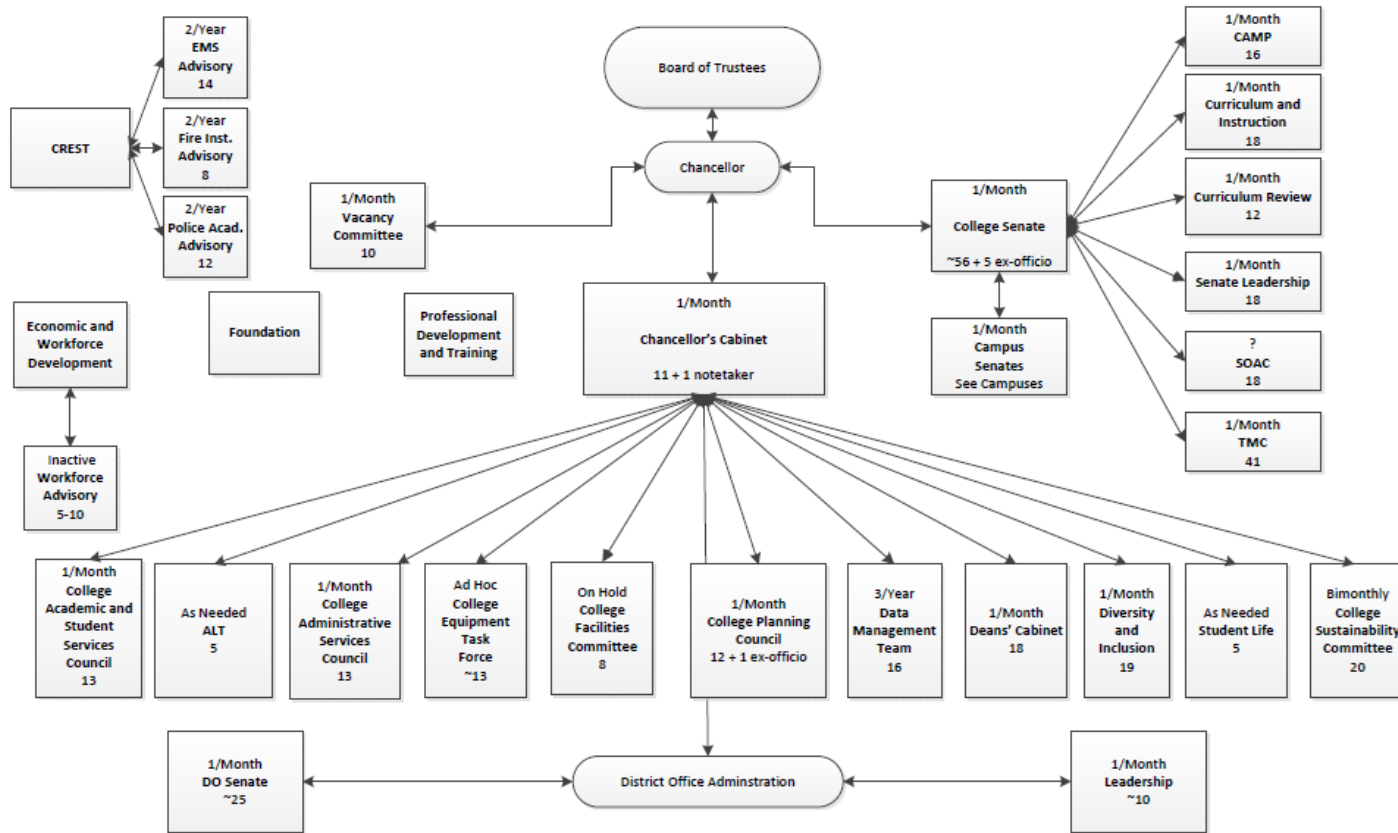 2/Year
EMS
Advisory
14
CREST
2/Year
Fire Inst.
Advisory
8
2/Year
Police Acad.
Advisory
12
Board of Trustees
Chancellor
1/Month
Vacancy
Committee
10
1/Month
College Senate
~56 + 5 ex-officio
1/Month
CAMP
16
1/Month
Curriculum and
Instruction
18
1/Month
Curriculum Review
12
1/Month
Senate Leadership
18
?
SOAC
18
1/Month
TMC
41
Economic and
Workforce
Development
Foundation
Professional
Development
and Training
1/Month
Chancellor's Cabinet
11 + 1 notetaker
1/Month
Campus
Senates
See Campuses
Inactive
Workforce
Advisory
5-10
1/Month
College
Academic and
Student
Services
Council
13
As Needed
ALT
5
1/Month
College
Administrative
Services
Council
13
Ad Hoc
College
Equipment
Task
Force
~13
On Hold
College
Facilities
Committee
8
1/Month
College Planning
Council
12 + 1 ex-officio
3/Year
Data
Management
Team
16
1/Month
Deans' Cabinet
18
1/Month
Diversity
and
Inclusion
19
As Needed
Student Life
5
Bimonthly
College
Sustainability
Committee
20
1/Month
DO Senate
~25
District Office Adminstration
1/Month
Leadership
~10